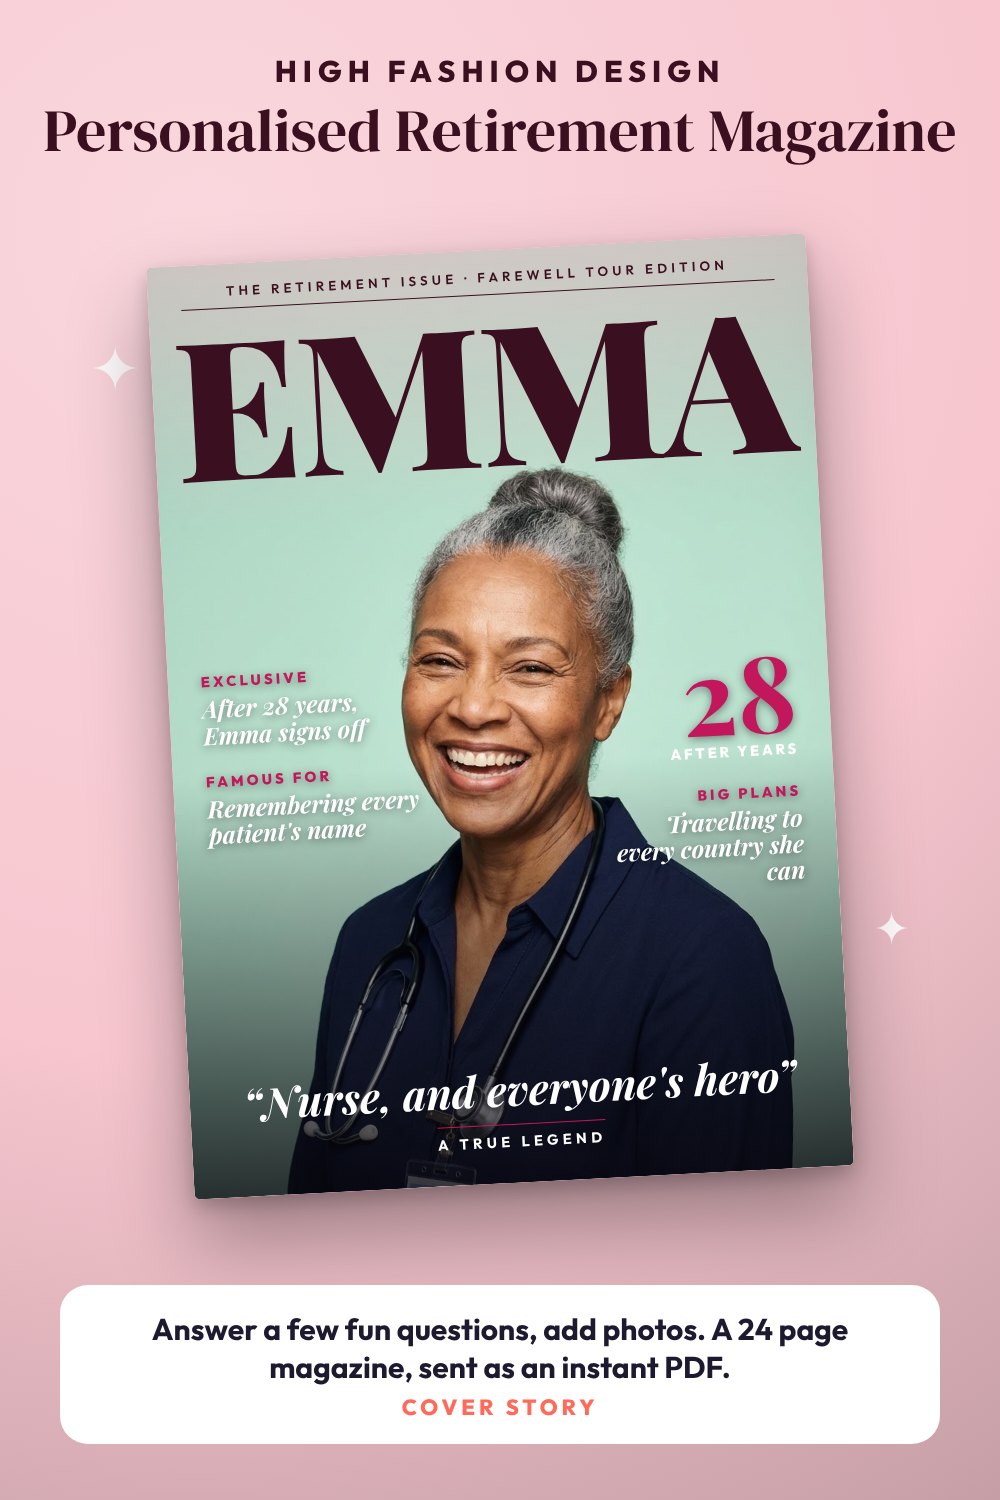 HIGH FASHION DESIGN
Personalised Retirement Magazine
THE RETIREMENT ISSUE · FAREWELL TOUR EDITION
EMMA
EXCLUSIVE
After 28 years,
Emma signs off
FAMOUS FOR
Remembering every
patient's name
28
AFTER YEARS
BIG PLANS
Travelling to
every country she
can
“Nurse, and everyone's hero”
A TRUE LEGEND
Answer a few fun questions, add photos. A 24 page
magazine, sent as an instant PDF.
COVER STORY